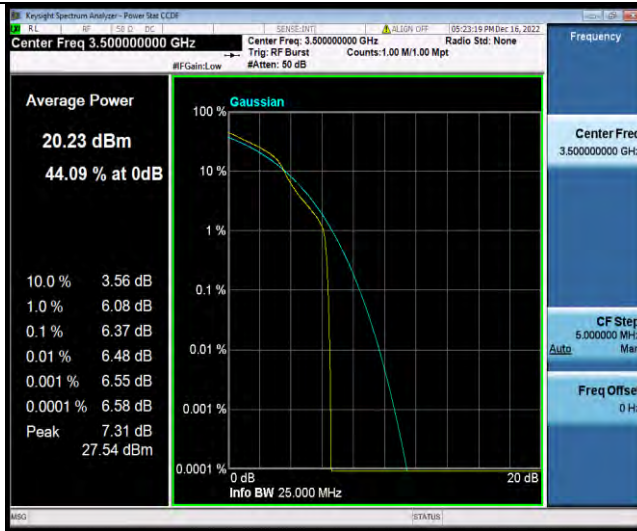 Keysight Spectrum Analyzer - Power Stat CCDF
RL RF 50 Ω DC SENSE:INT ALIGN OFF 05:23:19 PM Dec 16, 2022
Center Freq 3.500000000 GHz
Center Freq: 3.500000000 GHz Radio Std: None
Trig: RF Burst Counts:1.00 M/1.00 Mpt
#IFGain:Low #Atten: 50 dB
Frequency
Average Power
20.23 dBm
44.09 % at 0dB
10.0 % 3.56 dB
1.0 % 6.08 dB
0.1 % 6.37 dB
0.01 % 6.48 dB
0.001 % 6.55 dB
0.0001 % 6.58 dB
Peak 7.31 dB
27.54 dBm
Gaussian
100 %
10 %
1 %
0.1 %
0.01 %
0.001 %
0.0001 %
0 dB 20 dB
Info BW 25.000 MHz
Center Freq
3.500000000 GHz
CF Step
5.000000 MHz
Auto Man
Freq Offset
0 Hz
MSG STATUS